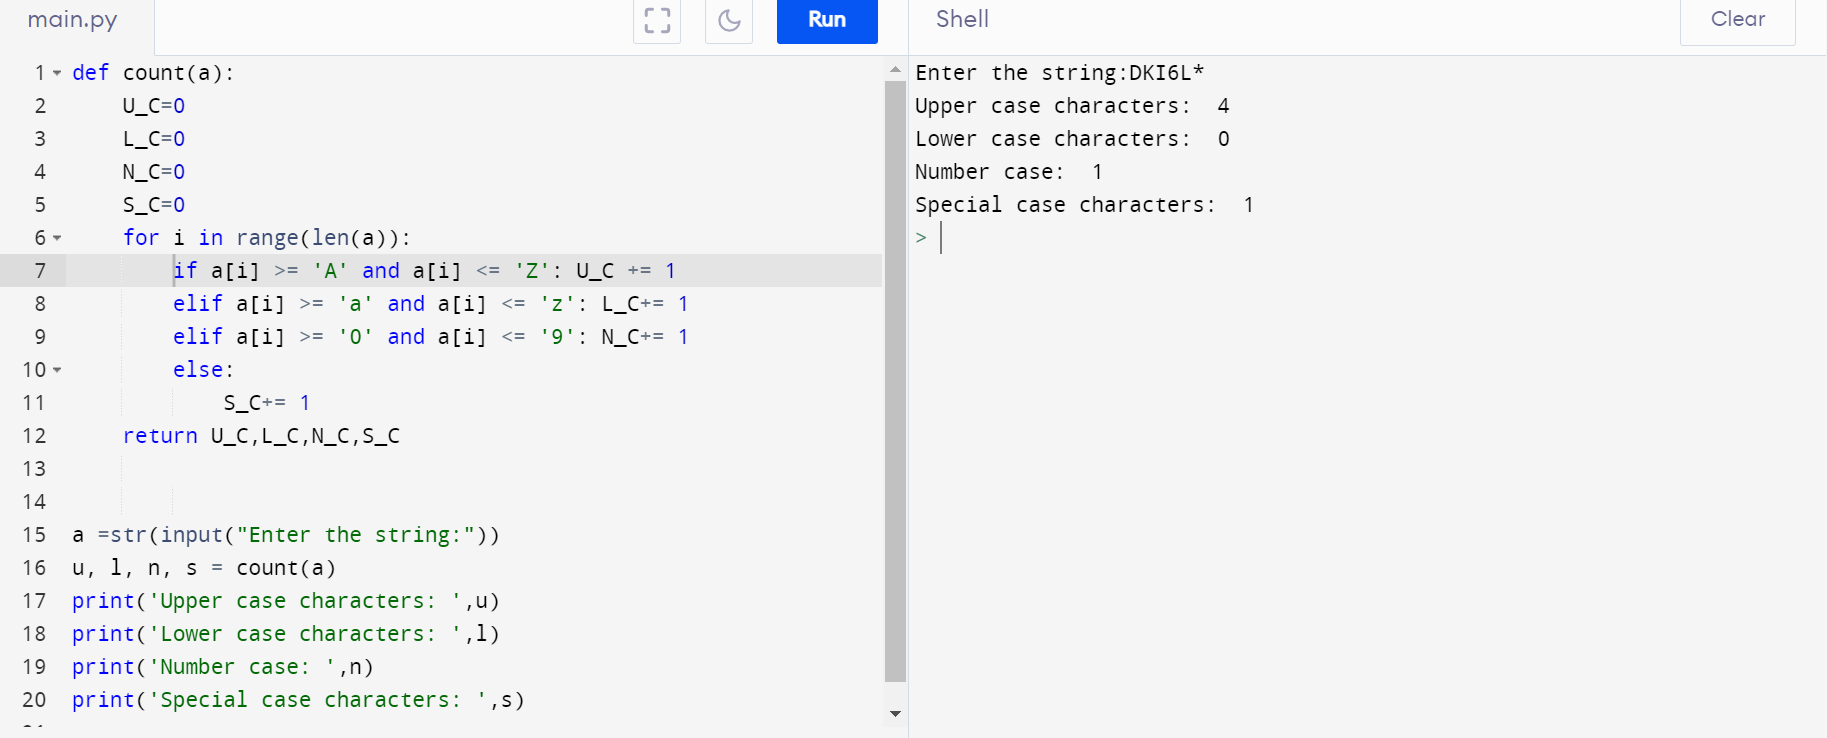 main.py
Run
1 def count(a):
2     U_C=0
3     L_C=0
4     N_C=0
5     S_C=0
6     for i in range(len(a)):
7         if a[i] >= 'A' and a[i] <= 'Z': U_C += 1
8         elif a[i] >= 'a' and a[i] <= 'z': L_C+= 1
9         elif a[i] >= '0' and a[i] <= '9': N_C+= 1
10         else:
11             S_C+= 1
12     return U_C,L_C,N_C,S_C
13
14
15 a =str(input("Enter the string:"))
16 u, l, n, s = count(a)
17 print('Upper case characters: ',u)
18 print('Lower case characters: ',l)
19 print('Number case: ',n)
20 print('Special case characters: ',s)
Shell
Clear
Enter the string:DKI6L*
Upper case characters:  4
Lower case characters:  0
Number case:  1
Special case characters:  1
>